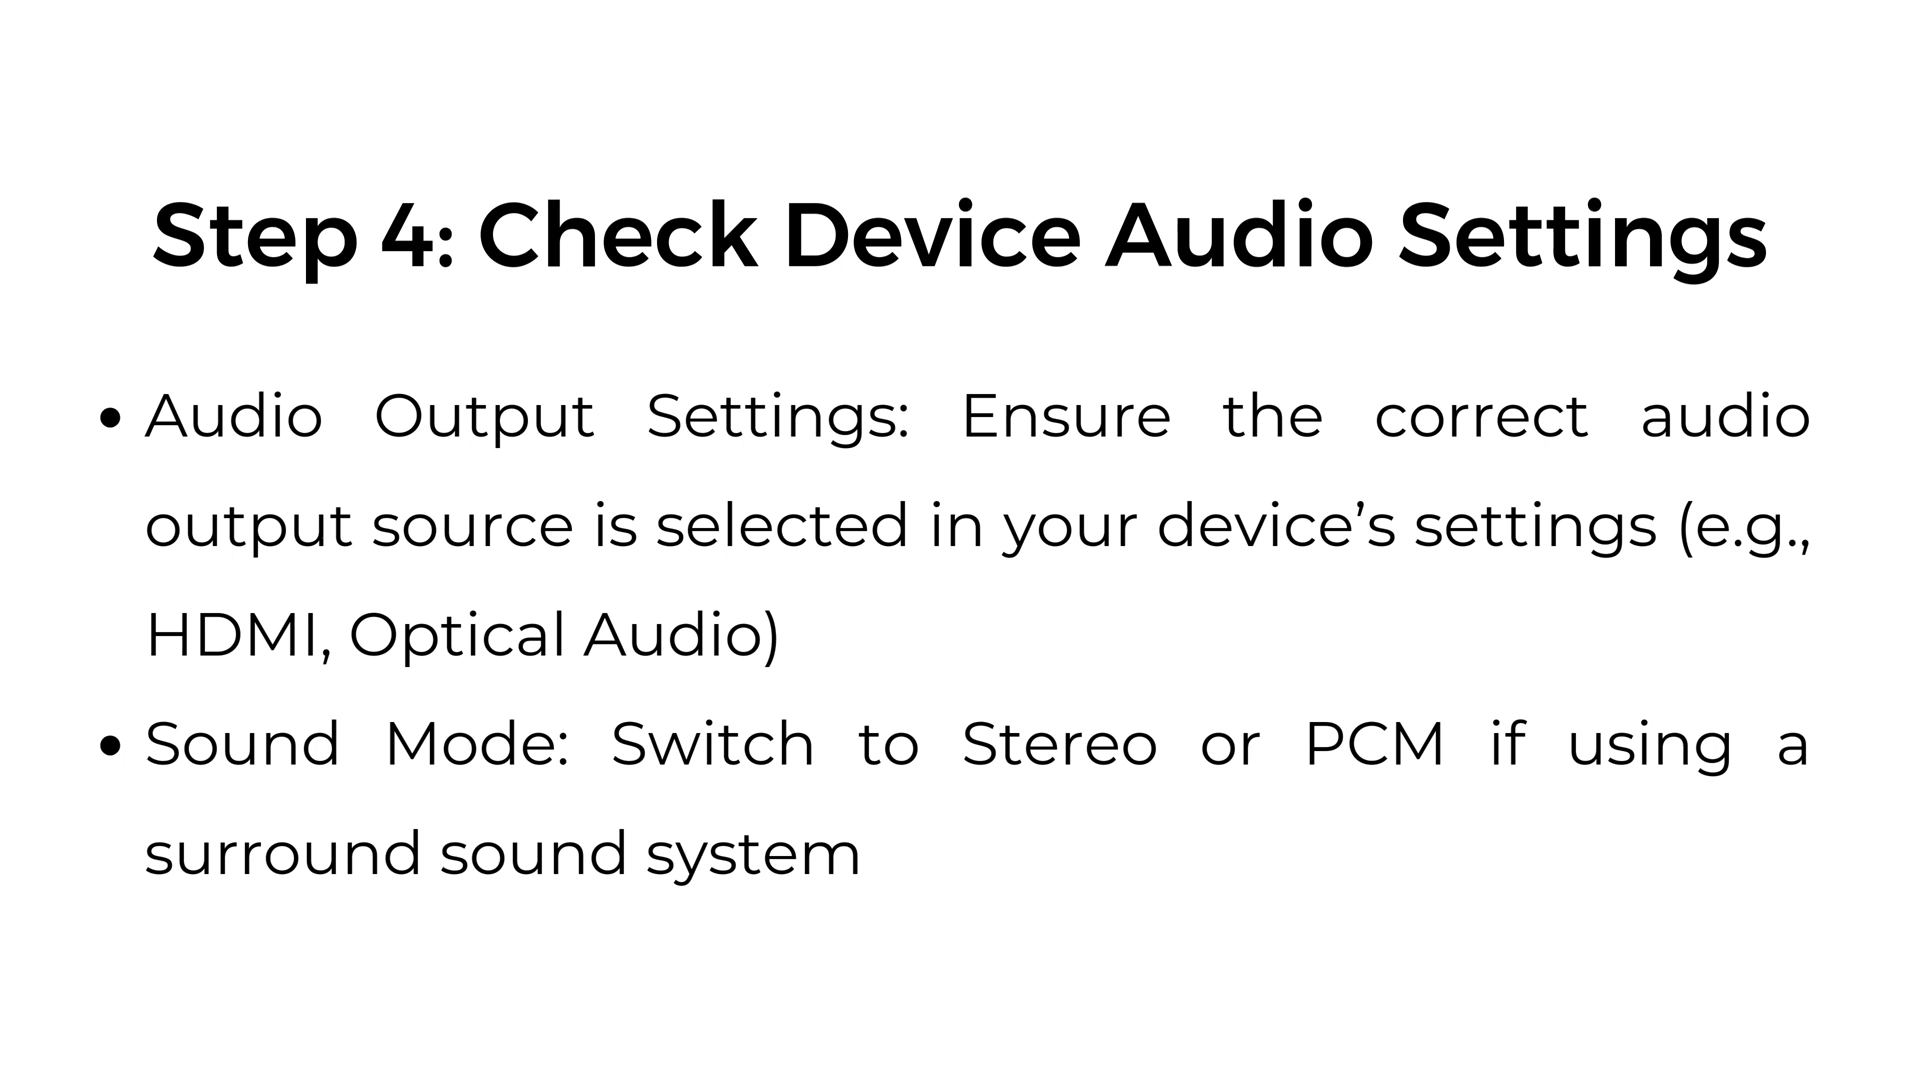 Step 4: Check Device Audio Settings
• Audio Output Settings: Ensure the correct audio
output source is selected in your device’s settings (e.g.,
HDMI, Optical Audio)
• Sound Mode: Switch to Stereo or PCM if using a
surround sound system